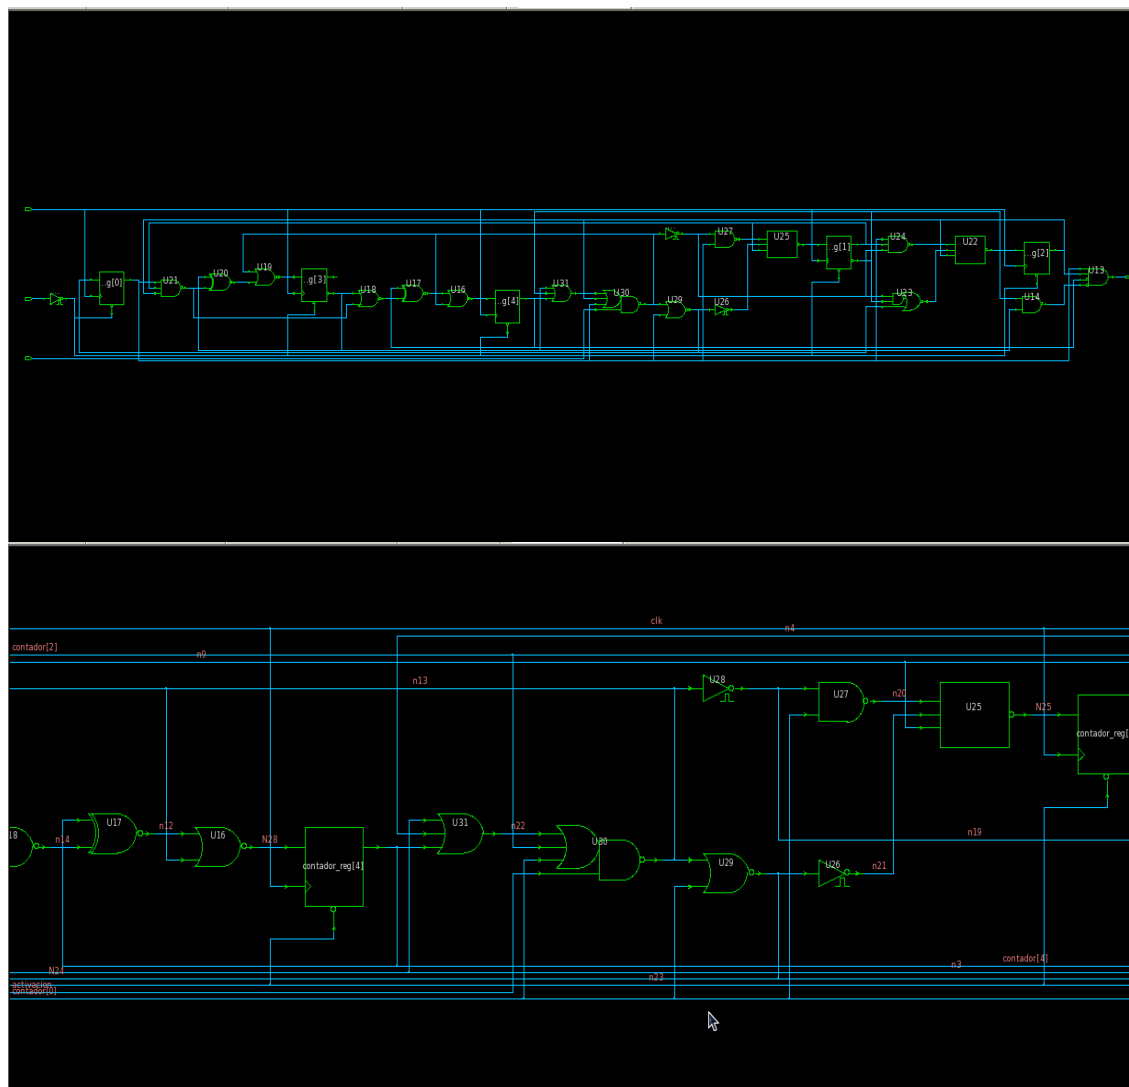 U27
U25
U24
U22
U21
U20
U19
..g[0]
..g[3]
..g[1]
..g[2]
U13
U18
U17
U16
..g[4]
U31
U30
U29
U26
U23
U14
clk
n4
contador[2]
n9
n13
U28
U27
n20
U25
N25
contador_reg[
n14
U17
n12
U16
N28
contador_reg[4]
U31
n22
U30
U29
U26
n21
n19
N24
n3
contador[4]
n23
activacion
contador[0]